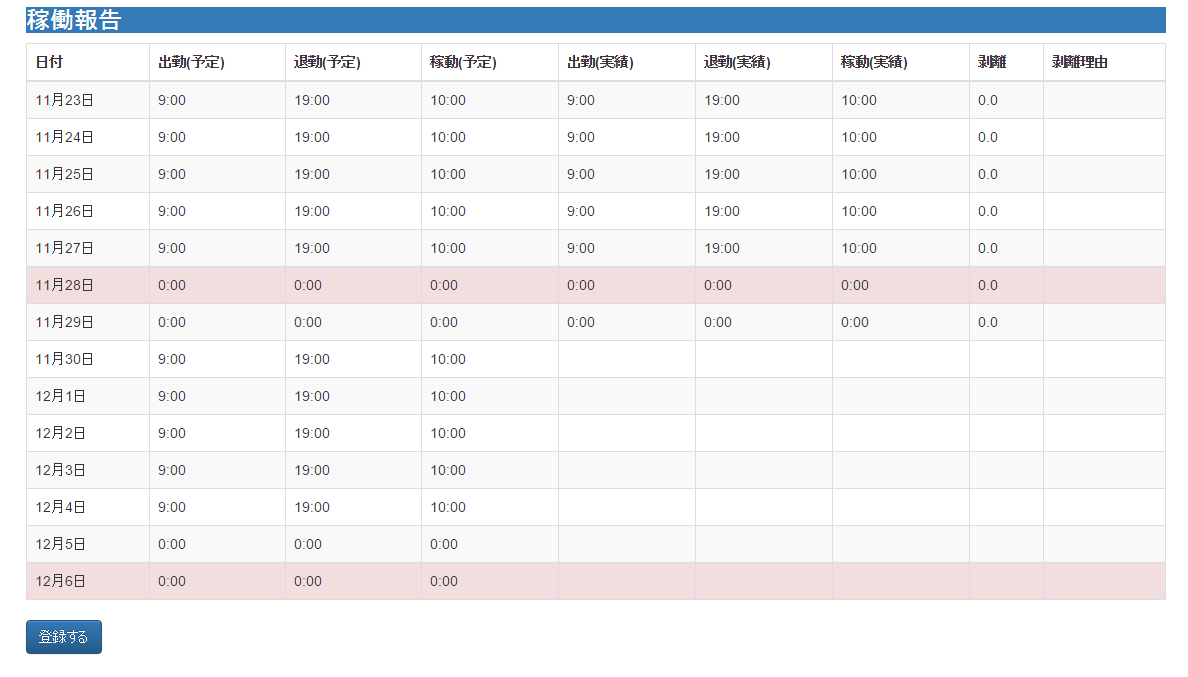 稼働報告
日付 出勤(予定) 退勤(予定) 稼動(予定) 出勤(実績) 退勤(実績) 稼動(実績) 剥離 剥離理由
11月23日 9:00 19:00 10:00 9:00 19:00 10:00 0.0
11月24日 9:00 19:00 10:00 9:00 19:00 10:00 0.0
11月25日 9:00 19:00 10:00 9:00 19:00 10:00 0.0
11月26日 9:00 19:00 10:00 9:00 19:00 10:00 0.0
11月27日 9:00 19:00 10:00 9:00 19:00 10:00 0.0
11月28日 0:00 0:00 0:00 0:00 0:00 0:00 0.0
11月29日 0:00 0:00 0:00 0:00 0:00 0:00 0.0
11月30日 9:00 19:00 10:00
12月1日 9:00 19:00 10:00
12月2日 9:00 19:00 10:00
12月3日 9:00 19:00 10:00
12月4日 9:00 19:00 10:00
12月5日 0:00 0:00 0:00
12月6日 0:00 0:00 0:00
登録する